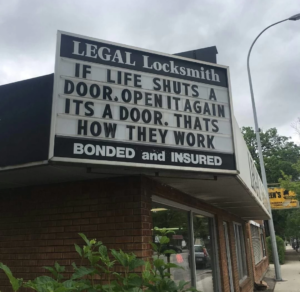 LEGAL Locksmith
IF LIFE SHUTS A
DOOR. OPEN IT AGAIN
ITS A DOOR. THATS
HOW THEY WORK
BONDED and INSURED